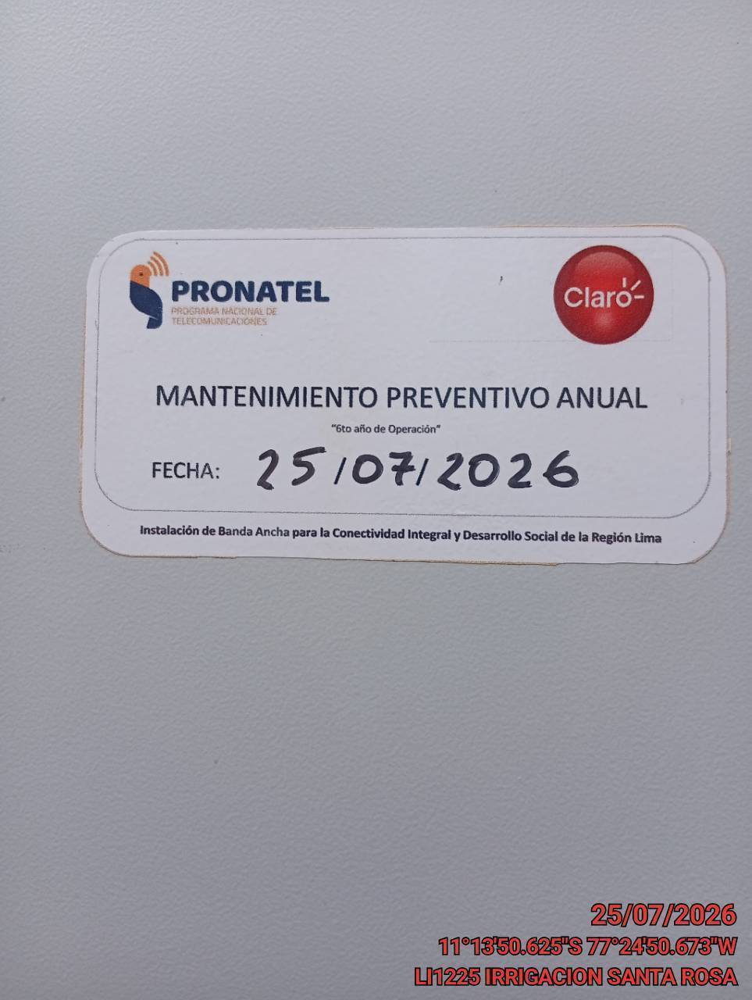 PRONATEL
PROGRAMA NACIONAL DE
TELECOMUNICACIONES
Claro
MANTENIMIENTO PREVENTIVO ANUAL
"6to año de Operación"
FECHA: 25/07/2026
Instalación de Banda Ancha para la Conectividad Integral y Desarrollo Social de la Región Lima
25/07/2026
11°13'50.625"S 77°24'50.673"W
LI1225 IRRIGACION SANTA ROSA